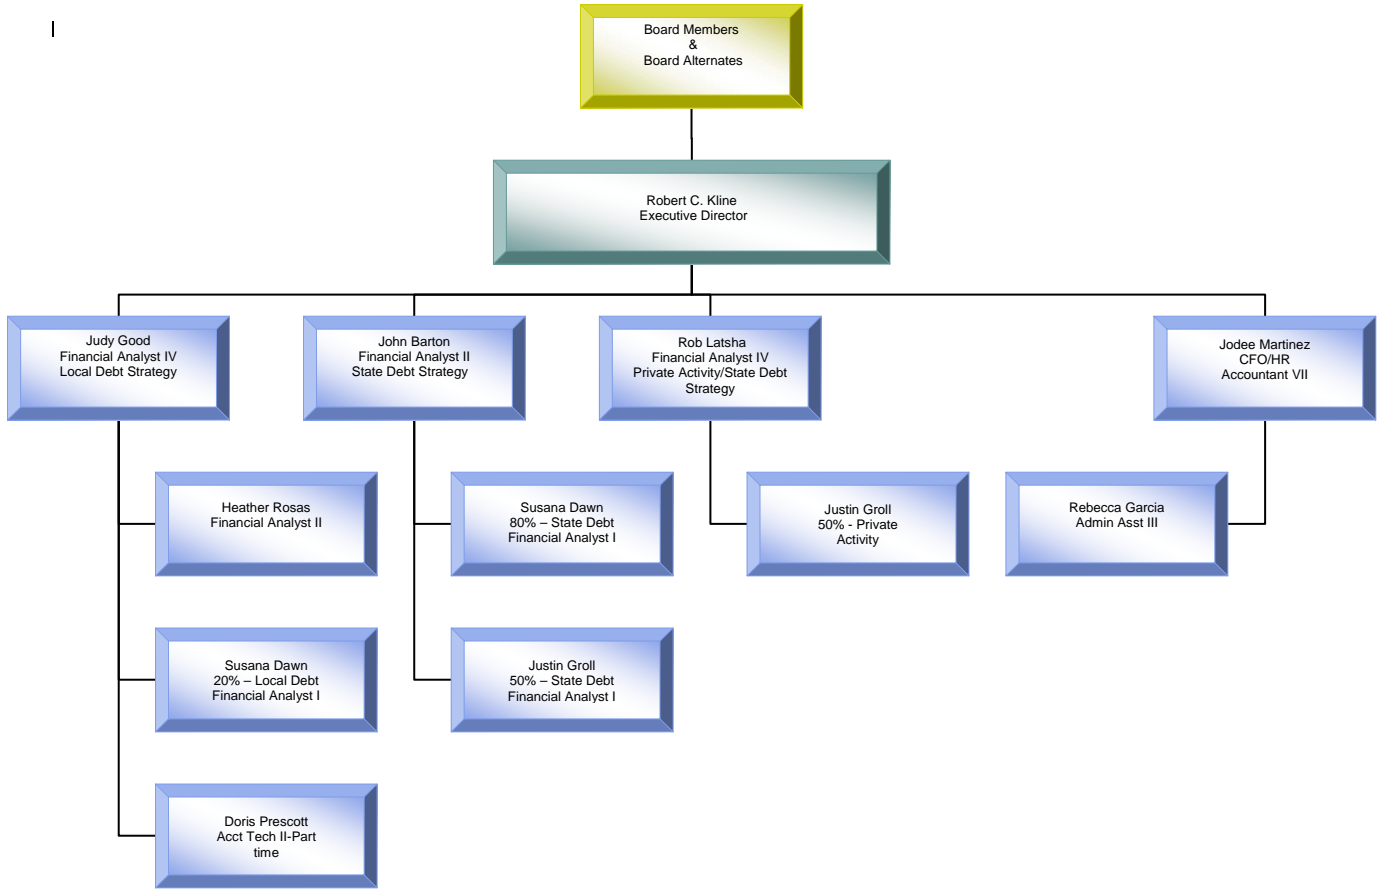 Board Members
&
Board Alternates
Robert C. Kline
Executive Director
Judy Good
Financial Analyst IV
Local Debt Strategy
John Barton
Financial Analyst II
State Debt Strategy
Rob Latsha
Financial Analyst IV
Private Activity/State Debt
Strategy
Jodee Martinez
CFO/HR
Accountant VII
Heather Rosas
Financial Analyst II
Susana Dawn
80% – State Debt
Financial Analyst I
Justin Groll
50% - Private
Activity
Rebecca Garcia
Admin Asst III
Susana Dawn
20% – Local Debt
Financial Analyst I
Justin Groll
50% – State Debt
Financial Analyst I
Doris Prescott
Acct Tech II-Part
time